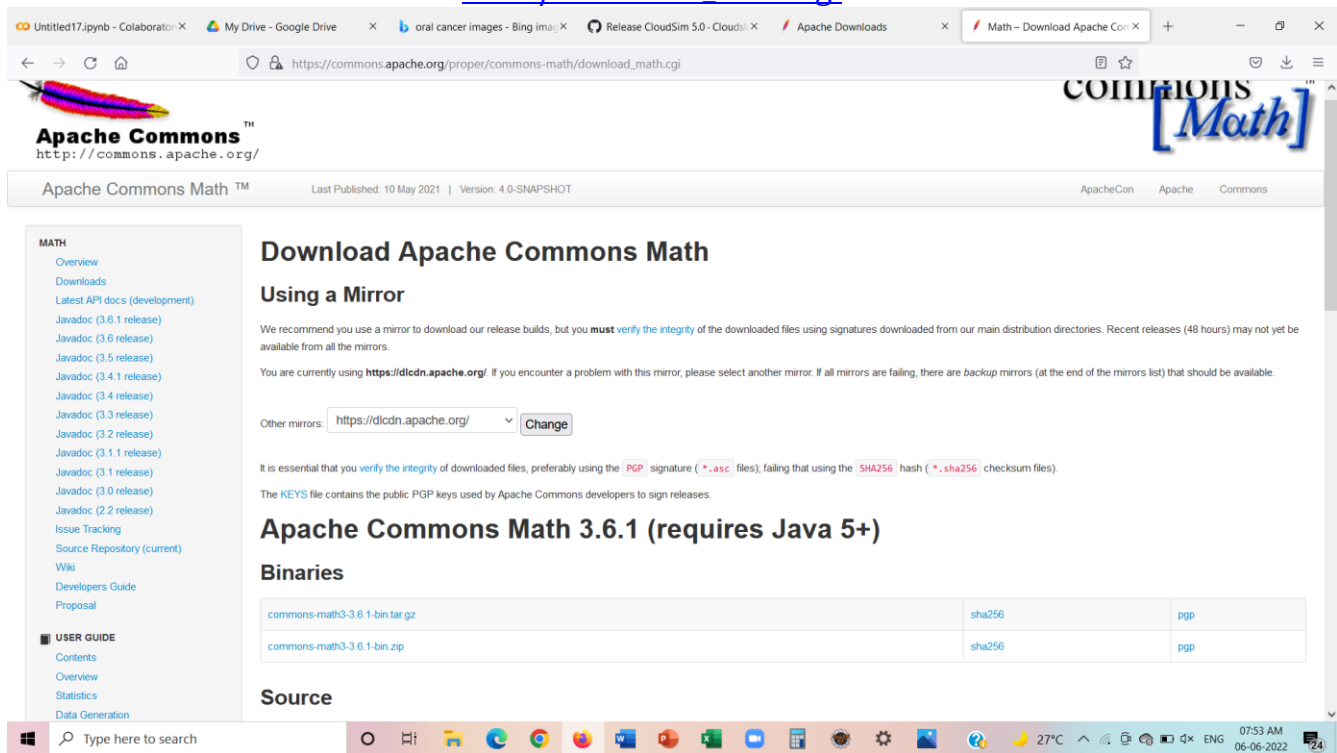 Untitled17.ipynb - Colaborator
My Drive - Google Drive
oral cancer images - Bing imag
Release CloudSim 5.0 - Cloudsl
Apache Downloads
Math – Download Apache Com
https://commons.apache.org/proper/commons-math/download_math.cgi
commons
Math
TM
Apache Commons™
http://commons.apache.org/
Apache Commons Math ™
Last Published: 10 May 2021 | Version: 4.0-SNAPSHOT
ApacheCon Apache Commons
MATH
Overview
Downloads
Latest API docs (development)
Javadoc (3.6.1 release)
Javadoc (3.6 release)
Javadoc (3.5 release)
Javadoc (3.4.1 release)
Javadoc (3.4 release)
Javadoc (3.3 release)
Javadoc (3.2 release)
Javadoc (3.1.1 release)
Javadoc (3.1 release)
Javadoc (3.0 release)
Javadoc (2.2 release)
Issue Tracking
Source Repository (current)
Wiki
Developers Guide
Proposal
USER GUIDE
Contents
Overview
Statistics
Data Generation
Download Apache Commons Math
Using a Mirror
We recommend you use a mirror to download our release builds, but you must verify the integrity of the downloaded files using signatures downloaded from our main distribution directories. Recent releases (48 hours) may not yet be
available from all the mirrors.
You are currently using https://dlcdn.apache.org/. If you encounter a problem with this mirror, please select another mirror. If all mirrors are failing, there are backup mirrors (at the end of the mirrors list) that should be available.
Other mirrors: https://dlcdn.apache.org/ Change
It is essential that you verify the integrity of downloaded files, preferably using the PGP signature (*.asc files); failing that using the SHA256 hash (*.sha256 checksum files).
The KEYS file contains the public PGP keys used by Apache Commons developers to sign releases.
Apache Commons Math 3.6.1 (requires Java 5+)
Binaries
commons-math3-3.6.1-bin.tar.gz sha256 pgp
commons-math3-3.6.1-bin.zip sha256 pgp
Source
Type here to search
27°C
ENG
07:53 AM
06-06-2022
24